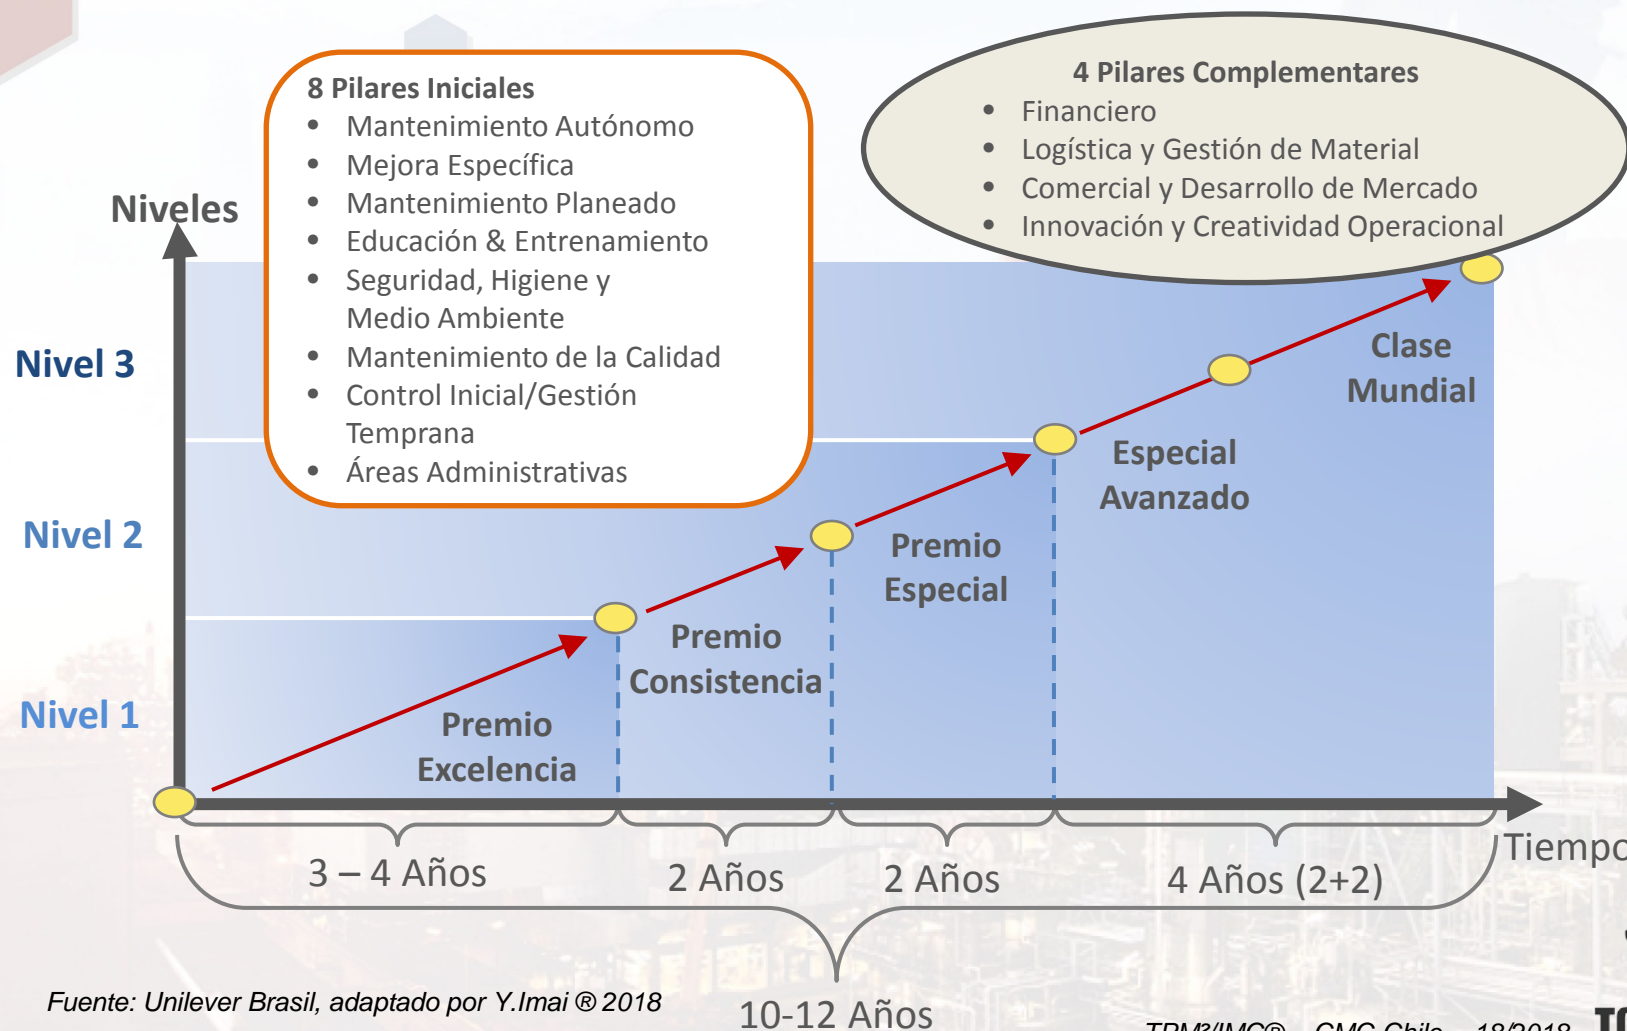 8 Pilares Iniciales
• Mantenimiento Autónomo
• Mejora Específica
• Mantenimiento Planeado
• Educación & Entrenamiento
• Seguridad, Higiene y
Medio Ambiente
• Mantenimiento de la Calidad
• Control Inicial/Gestión
Temprana
• Áreas Administrativas
4 Pilares Complementares
• Financiero
• Logística y Gestión de Material
• Comercial y Desarrollo de Mercado
• Innovación y Creatividad Operacional
Niveles
Nivel 3
Nivel 2
Nivel 1
Clase
Mundial
Especial
Avanzado
Premio
Especial
Premio
Consistencia
Premio
Excelencia
Tiempo
3 – 4 Años
2 Años
2 Años
4 Años (2+2)
10-12 Años
Fuente: Unilever Brasil, adaptado por Y.Imai ® 2018